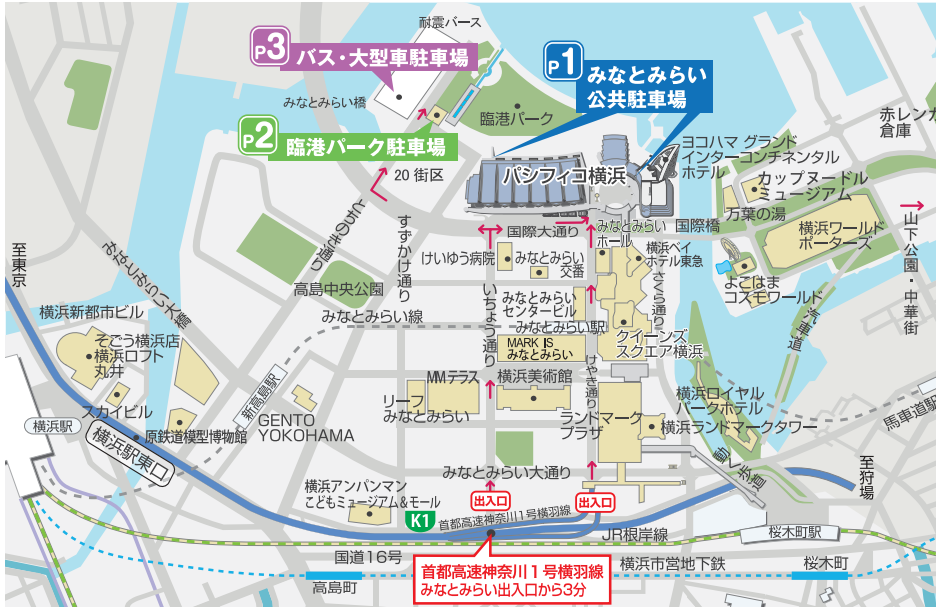 耐震バース
P3 バス・大型車駐車場
P1 みなとみらい
公共駐車場
みなとみらい橋
臨港パーク
P2 臨港パーク駐車場
20街区
赤レンガ
倉庫
ヨコハマ グランド
インターコンチネンタル
ホテル
カップヌードル
ミュージアム
万葉の湯
パシフィコ横浜
国際大通り
国際橋
みなとみらい
ホール
横浜ワールド
ポーターズ
山下公園・中華街
とちのき通り
すずかけ通り
けいゆう病院
みなとみらい
交番
横浜ベイ
ホテル東急
さくら通り
よこはま
コスモワールド
汽車道
至東京
みなとみらい大橋
高島中央公園
みなとみらい線
いちょう通り
みなとみらい
センタービル
みなとみらい駅
クイーンズ
スクエア横浜
MARK IS
みなとみらい
けやき通り
横浜新都市ビル
そごう横浜店
横浜ロフト
丸井
スカイビル
横浜駅
横浜駅東口
原鉄道模型博物館
新高島駅
GENTO
YOKOHAMA
MMテラス
リーフ
みなとみらい
横浜美術館
ランドマーク
プラザ
横浜ロイヤル
パークホテル
横浜ランドマークタワー
馬車道駅
動く歩道
至狩場
みなとみらい大通り
横浜アンパンマン
こどもミュージアム&モール
出入口
出入口
K1
首都高速神奈川1号横羽線
JR根岸線
桜木町駅
国道16号
高島町
首都高速神奈川1号横羽線
みなとみらい出入口から3分
横浜市営地下鉄
桜木町